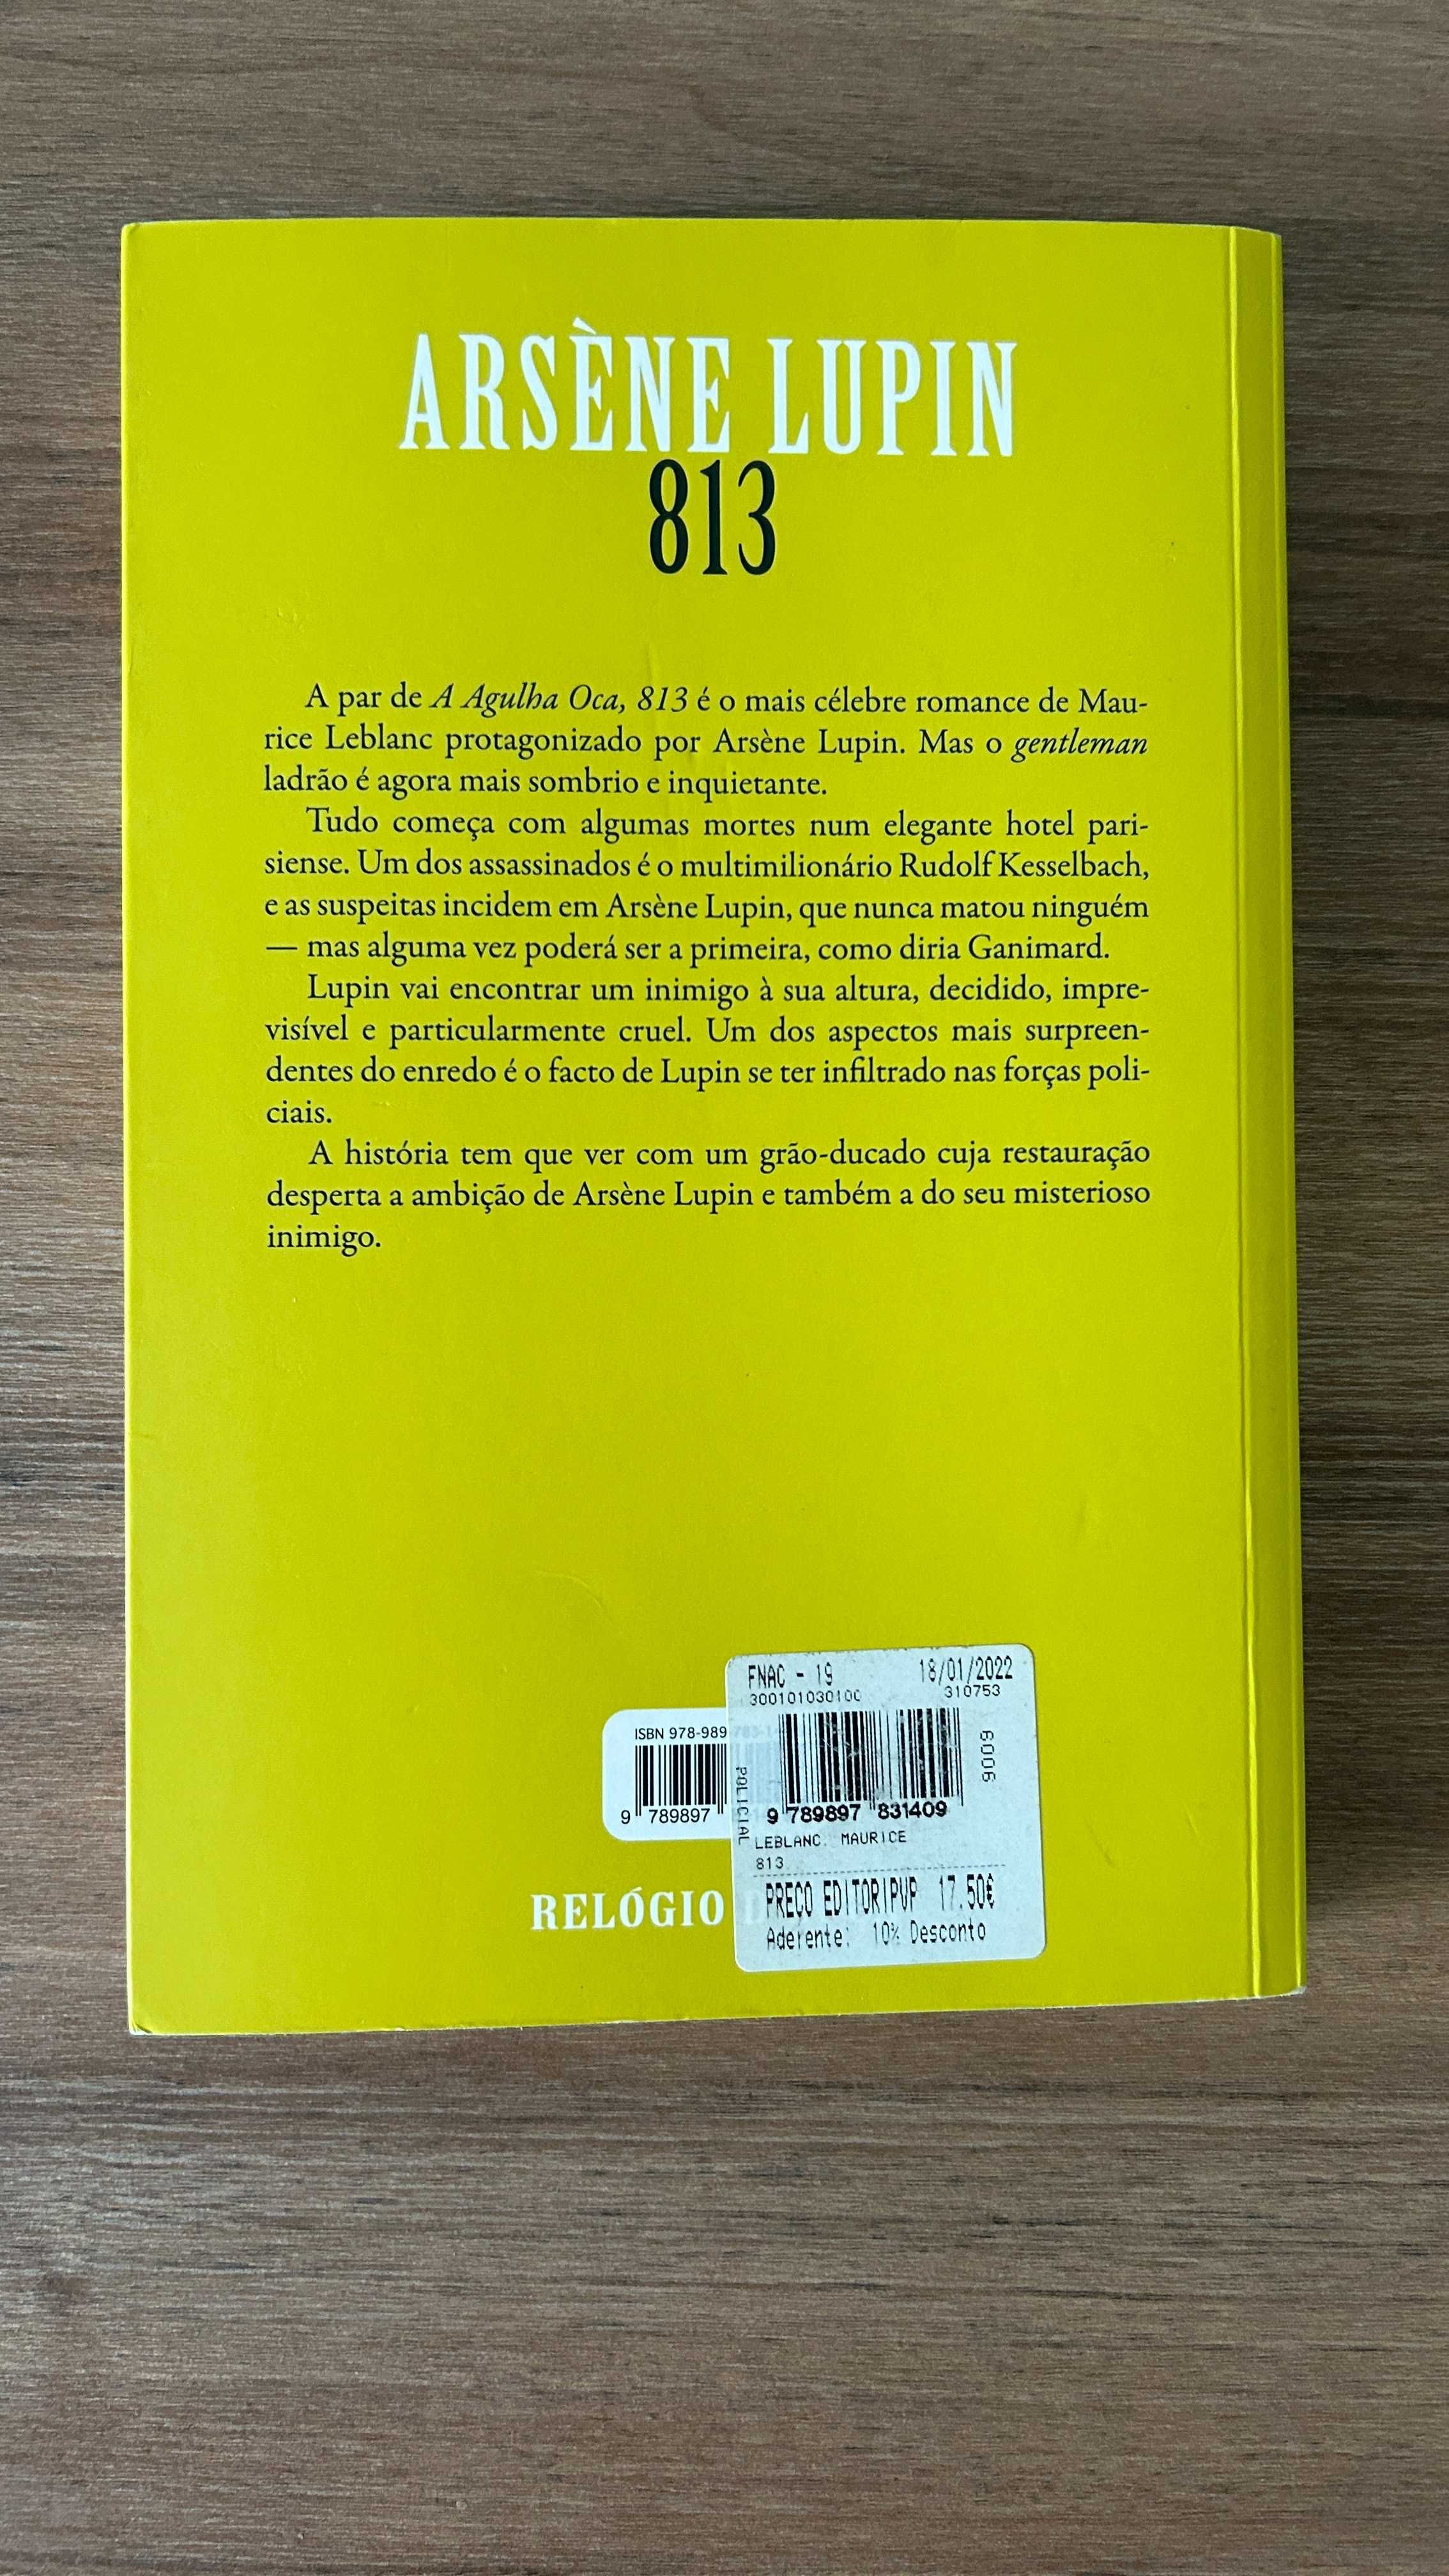 ARSÈNE LUPIN
813
A par de A Agulha Oca, 813 é o mais célebre romance de Mau-
rice Leblanc protagonizado por Arsène Lupin. Mas o gentleman
ladrão é agora mais sombrio e inquietante.
Tudo começa com algumas mortes num elegante hotel pari-
siense. Um dos assassinados é o multimilionário Rudolf Kesselbach,
e as suspeitas incidem em Arsène Lupin, que nunca matou ninguém
— mas alguma vez poderá ser a primeira, como diria Ganimard.
Lupin vai encontrar um inimigo à sua altura, decidido, impre-
visível e particularmente cruel. Um dos aspectos mais surpreen-
dentes do enredo é o facto de Lupin se ter infiltrado nas forças poli-
ciais.
A história tem que ver com um grão-ducado cuja restauração
desperta a ambição de Arsène Lupin e também a do seu misterioso
inimigo.
FNAC - 19 18/01/2022
300101030100 310753
6006
POLICIAL
9 789897 831409
LEBLANC. MAURICE
813
PRECO EDITOR|PVP 17.50€
Aderente: 10% Desconto
ISBN 978-989
9 789897
RELÓGIO